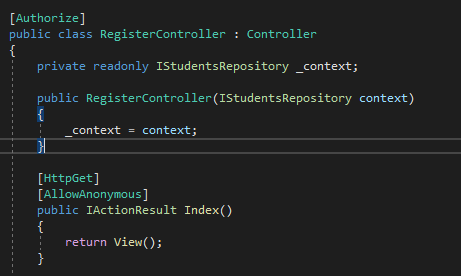 [Authorize]
public class RegisterController : Controller
{
    private readonly IStudentsRepository _context;

    public RegisterController(IStudentsRepository context)
    {
        _context = context;
    }

    [HttpGet]
    [AllowAnonymous]
    public IActionResult Index()
    {
        return View();
    }